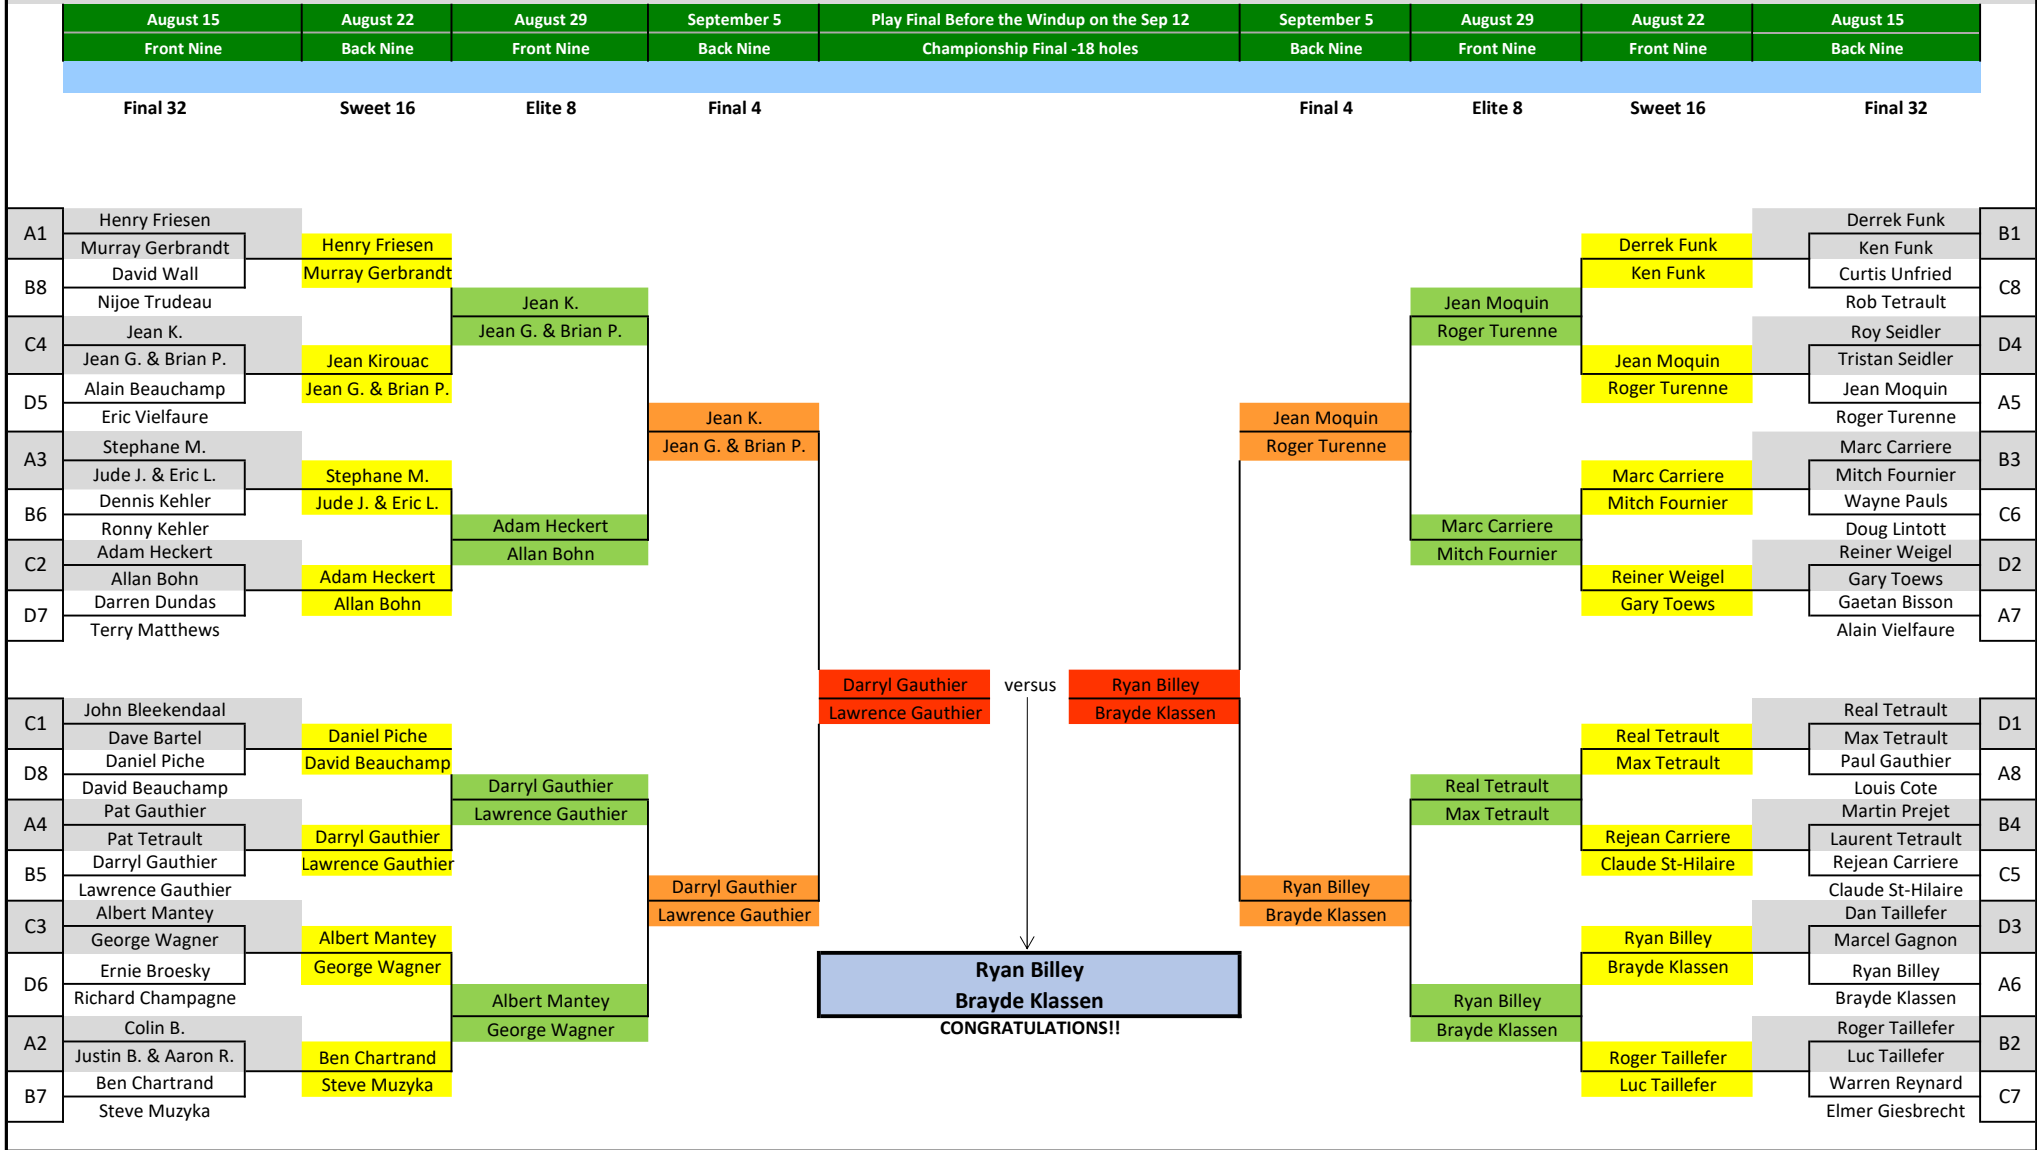 August 15 August 22 August 29 September 5 Play Final Before the Windup on the Sep 12 September 5 August 29 August 22 August 15
Front Nine Back Nine Front Nine Back Nine Championship Final -18 holes Back Nine Front Nine Front Nine Back Nine
Final 32 Sweet 16 Elite 8 Final 4 Final 4 Elite 8 Sweet 16 Final 32
A1
Henry Friesen
Murray Gerbrandt
B8
David Wall
Nijoe Trudeau
C4
Jean K.
Jean G. & Brian P.
D5
Alain Beauchamp
Eric Vielfaure
A3
Stephane M.
Jude J. & Eric L.
B6
Dennis Kehler
Ronny Kehler
C2
Adam Heckert
Allan Bohn
D7
Darren Dundas
Terry Matthews
C1
John Bleekendaal
Dave Bartel
D8
Daniel Piche
David Beauchamp
A4
Pat Gauthier
Pat Tetrault
B5
Darryl Gauthier
Lawrence Gauthier
C3
Albert Mantey
George Wagner
D6
Ernie Broesky
Richard Champagne
A2
Colin B.
Justin B. & Aaron R.
B7
Ben Chartrand
Steve Muzyka
Henry Friesen
Murray Gerbrandt
Jean Kirouac
Jean G. & Brian P.
Stephane M.
Jude J. & Eric L.
Adam Heckert
Allan Bohn
Daniel Piche
David Beauchamp
Darryl Gauthier
Lawrence Gauthier
Albert Mantey
George Wagner
Ben Chartrand
Steve Muzyka
Jean K.
Jean G. & Brian P.
Adam Heckert
Allan Bohn
Darryl Gauthier
Lawrence Gauthier
Albert Mantey
George Wagner
Jean K.
Jean G. & Brian P.
Darryl Gauthier
Lawrence Gauthier
Darryl Gauthier
Lawrence Gauthier
versus
Ryan Billey
Brayde Klassen
Ryan Billey
Brayde Klassen
CONGRATULATIONS!!
Jean Moquin
Roger Turenne
Ryan Billey
Brayde Klassen
Jean Moquin
Roger Turenne
Marc Carriere
Mitch Fournier
Real Tetrault
Max Tetrault
Ryan Billey
Brayde Klassen
Derrek Funk
Ken Funk
Jean Moquin
Roger Turenne
Marc Carriere
Mitch Fournier
Reiner Weigel
Gary Toews
Real Tetrault
Max Tetrault
Rejean Carriere
Claude St-Hilaire
Ryan Billey
Brayde Klassen
Roger Taillefer
Luc Taillefer
Derrek Funk
Ken Funk
B1
Curtis Unfried
Rob Tetrault
C8
Roy Seidler
Tristan Seidler
D4
Jean Moquin
Roger Turenne
A5
Marc Carriere
Mitch Fournier
B3
Wayne Pauls
Doug Lintott
C6
Reiner Weigel
Gary Toews
D2
Gaetan Bisson
Alain Vielfaure
A7
Real Tetrault
Max Tetrault
D1
Paul Gauthier
Louis Cote
A8
Martin Prejet
Laurent Tetrault
B4
Rejean Carriere
Claude St-Hilaire
C5
Dan Taillefer
Marcel Gagnon
D3
Ryan Billey
Brayde Klassen
A6
Roger Taillefer
Luc Taillefer
B2
Warren Reynard
Elmer Giesbrecht
C7